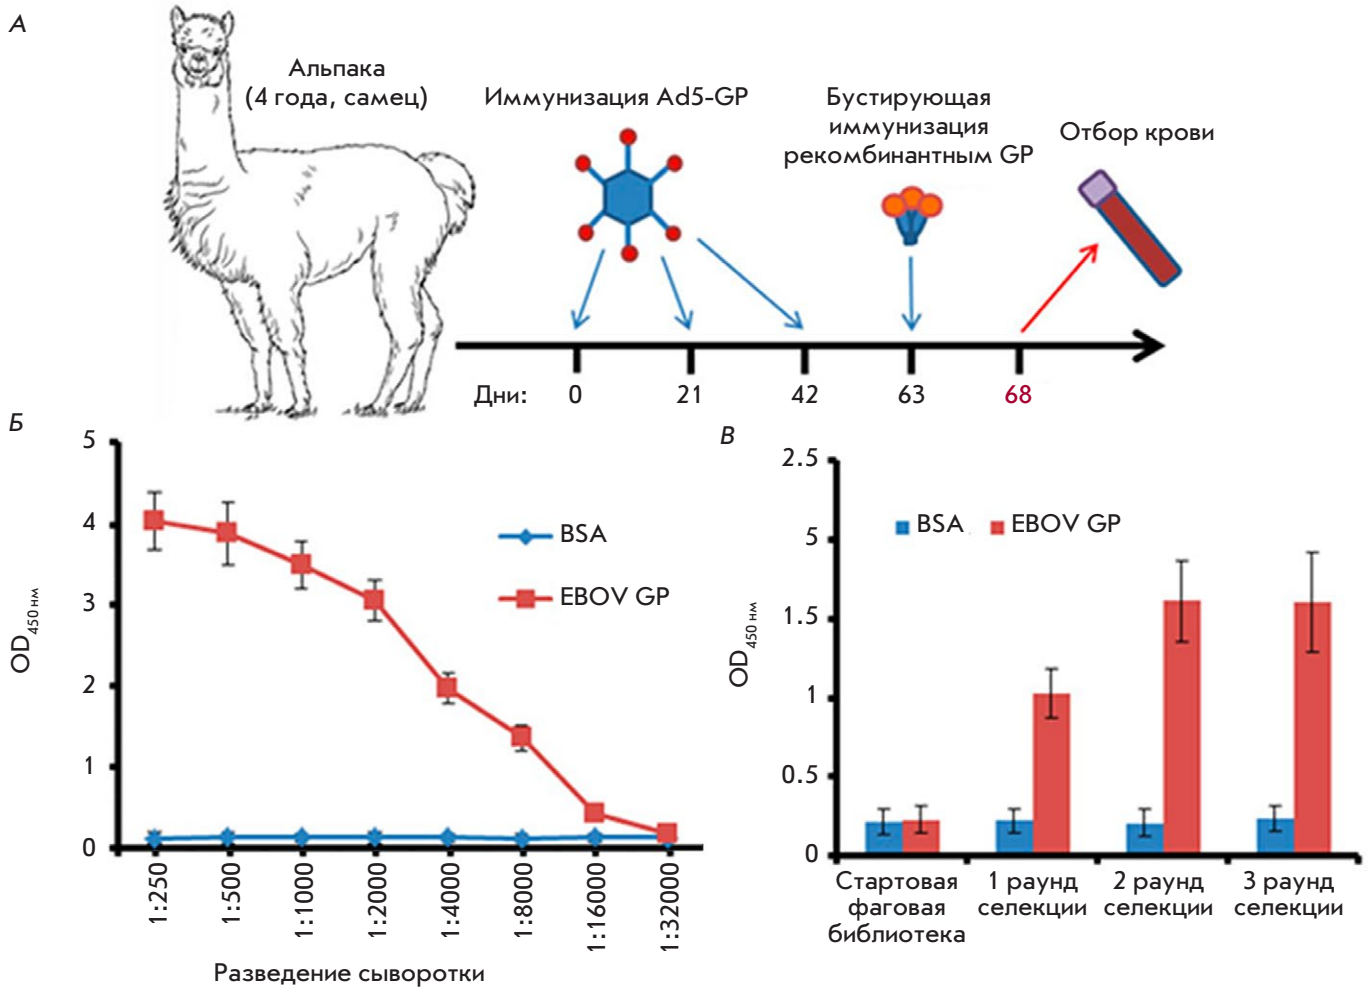 А
Альпака
(4 года, самец)
Иммунизация Ad5-GP
Бустирующая
иммунизация
рекомбинантным GP
Отбор крови
Дни:
0
21
42
63
68
Б
5
4
3
2
1
0
OD450 нм
BSA
EBOV GP
1:250
1:500
1:1000
1:2000
1:4000
1:8000
1:16000
1:32000
Разведение сыворотки
В
2.5
5
1.5
1
0.5
0
OD450 нм
BSA
EBOV GP
Стартовая
фаговая
библиотека
1 раунд
селекции
2 раунд
селекции
3 раунд
селекции